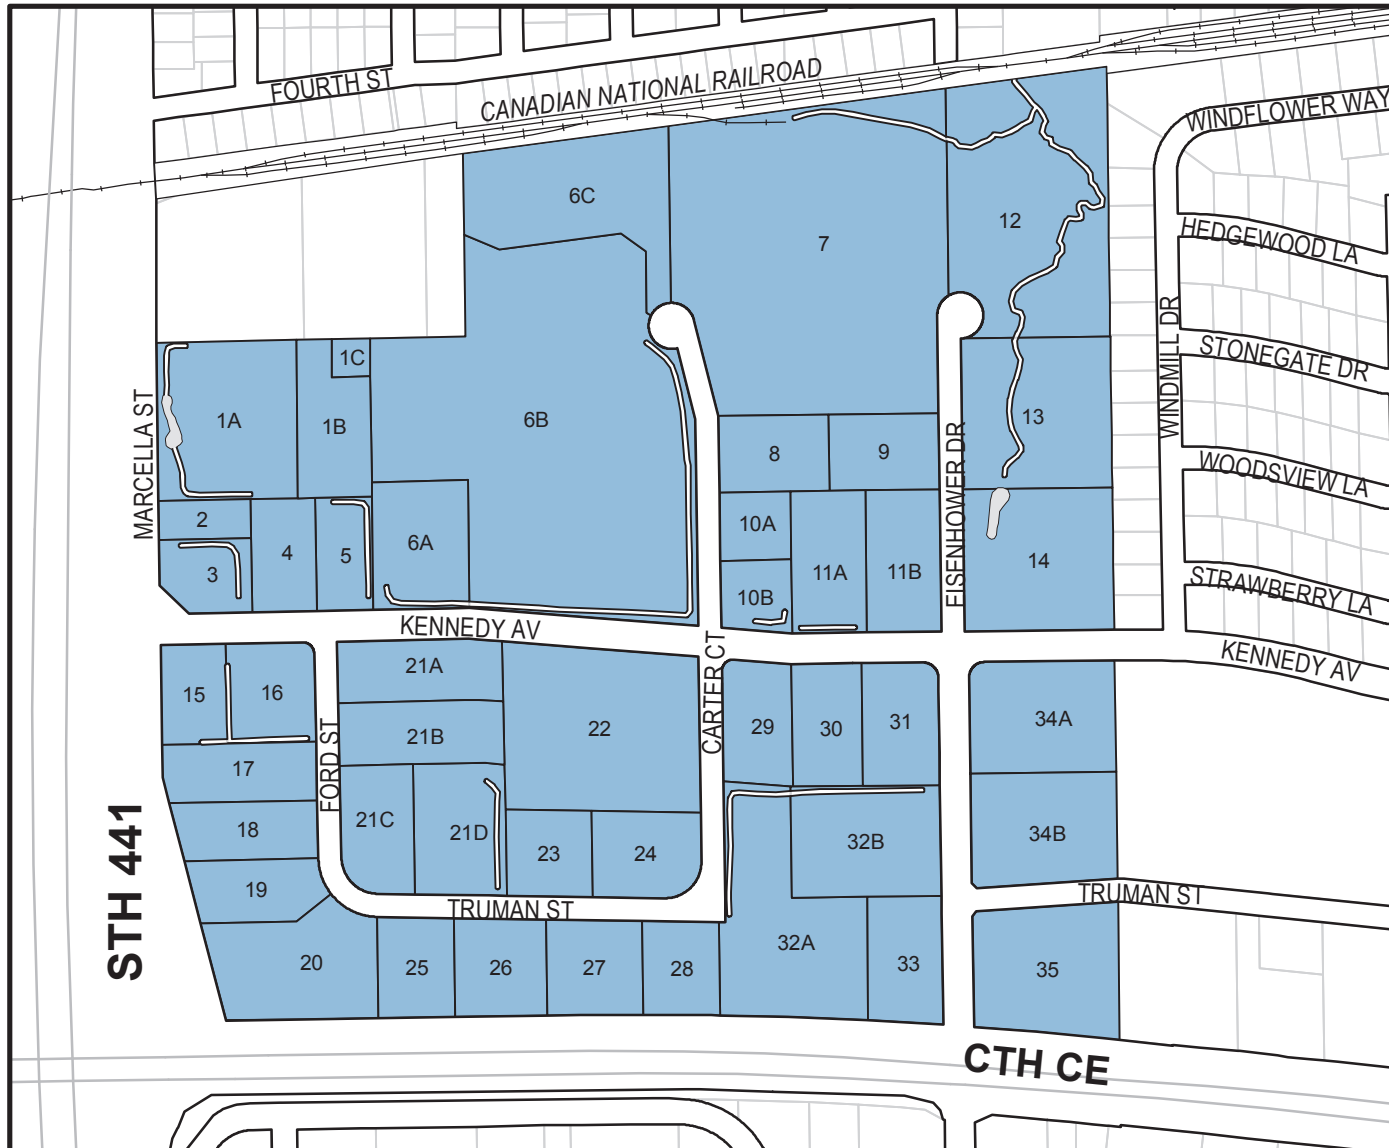 FOURTH ST
CANADIAN NATIONAL RAILROAD
WINDFLOWER WAY
6C
12
7
HEDGEWOOD LA
WINDMILL DR
STONEGATE DR
1C
MARCELLA ST
1A
1B
6B
13
8
9
EISENHOWER DR
WOODSVIEW LA
2
10A
3
4
5
6A
11A
11B
14
10B
STRAWBERRY LA
KENNEDY AV
KENNEDY AV
21A
CARTER CT
15
16
34A
22
29
30
31
FORD ST
21B
17
21C
21D
18
32B
34B
STH 441
23
24
19
TRUMAN ST
TRUMAN ST
20
25
26
27
28
32A
33
35
CTH CE